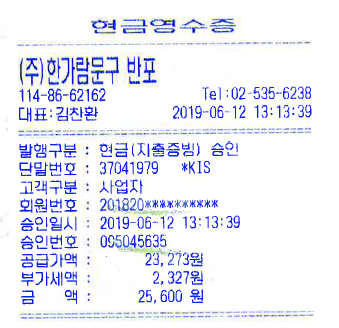 현금영수증
(주)한가람문구 반포
114-86-62162 Tel:02-535-6238
대표:김찬환 2019-06-12 13:13:39
발행구분 : 현금(지출증빙) 승인
단말번호 : 37041979 *KIS
고객구분 : 사업자
회원번호 : 201820**********
승인일시 : 2019-06-12 13:13:39
승인번호 : 005045635
공급가액 : 23,273원
부가세액 : 2,327원
금 액 : 25,600 원